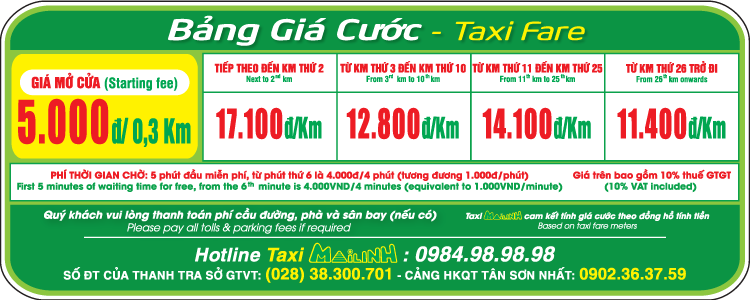 Bảng Giá Cước - Taxi Fare
GIÁ MỞ CỬA (Starting fee)
5.000đ/ 0,3 Km
TIẾP THEO ĐẾN KM THỨ 2
Next to 2nd km
17.100đ/Km
TỪ KM THỨ 3 ĐẾN KM THỨ 10
From 3rd km to 10th km
12.800đ/Km
TỪ KM THỨ 11 ĐẾN KM THỨ 25
From 11th km to 25th km
14.100đ/Km
TỪ KM THỨ 26 TRỞ ĐI
From 26th km onwards
11.400đ/Km
PHÍ THỜI GIAN CHỜ: 5 phút đầu miễn phí, từ phút thứ 6 là 4.000đ/4 phút (tương đương 1.000đ/phút)
First 5 minutes of waiting time for free, from the 6th minute is 4.000VND/4 minutes (equivalent to 1.000VND/minute)
Giá trên bao gồm 10% thuế GTGT
(10% VAT included)
Quý khách vui lòng thanh toán phí cầu đường, phà và sân bay (nếu có)
Please pay all tolls & parking fees if required
Taxi MAILINH cam kết tính giá cước theo đồng hồ tính tiền
Based on taxi fare meters
Hotline Taxi MAILINH : 0984.98.98.98
SỐ ĐT CỦA THANH TRA SỞ GTVT: (028) 38.300.701 - CẢNG HKQT TÂN SƠN NHẤT: 0902.36.37.59